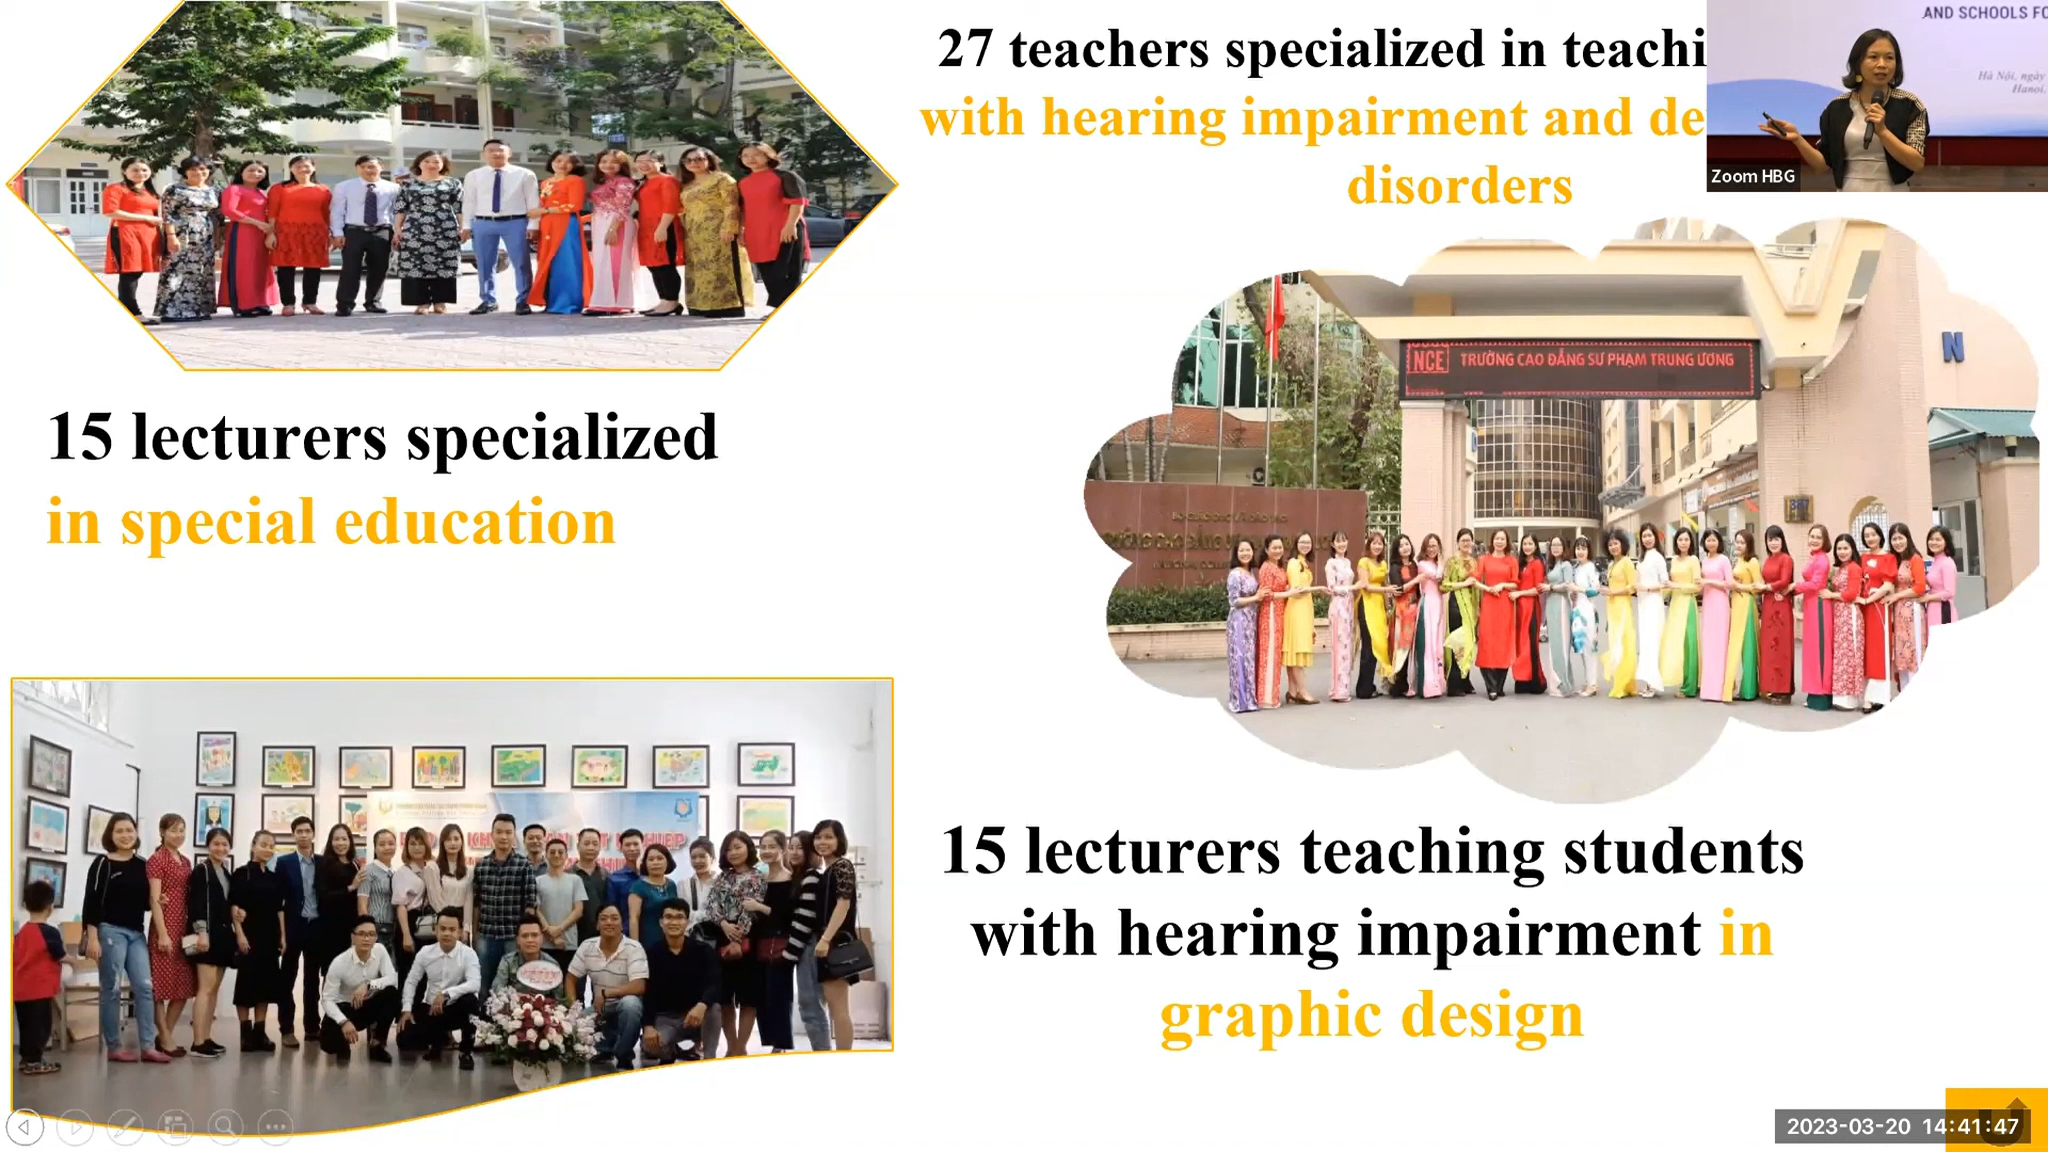 27 teachers specialized in teachi
with hearing impairment and de
disorders
AND SCHOOLS FO
Hà Nội, ngày
Hanoi,
Zoom HBG
NCE TRƯỜNG CAO ĐẲNG SƯ PHẠM TRUNG ƯƠNG
N
15 lecturers specialized
in special education
15 lecturers teaching students
with hearing impairment in
graphic design
2023-03-20 14:41:47